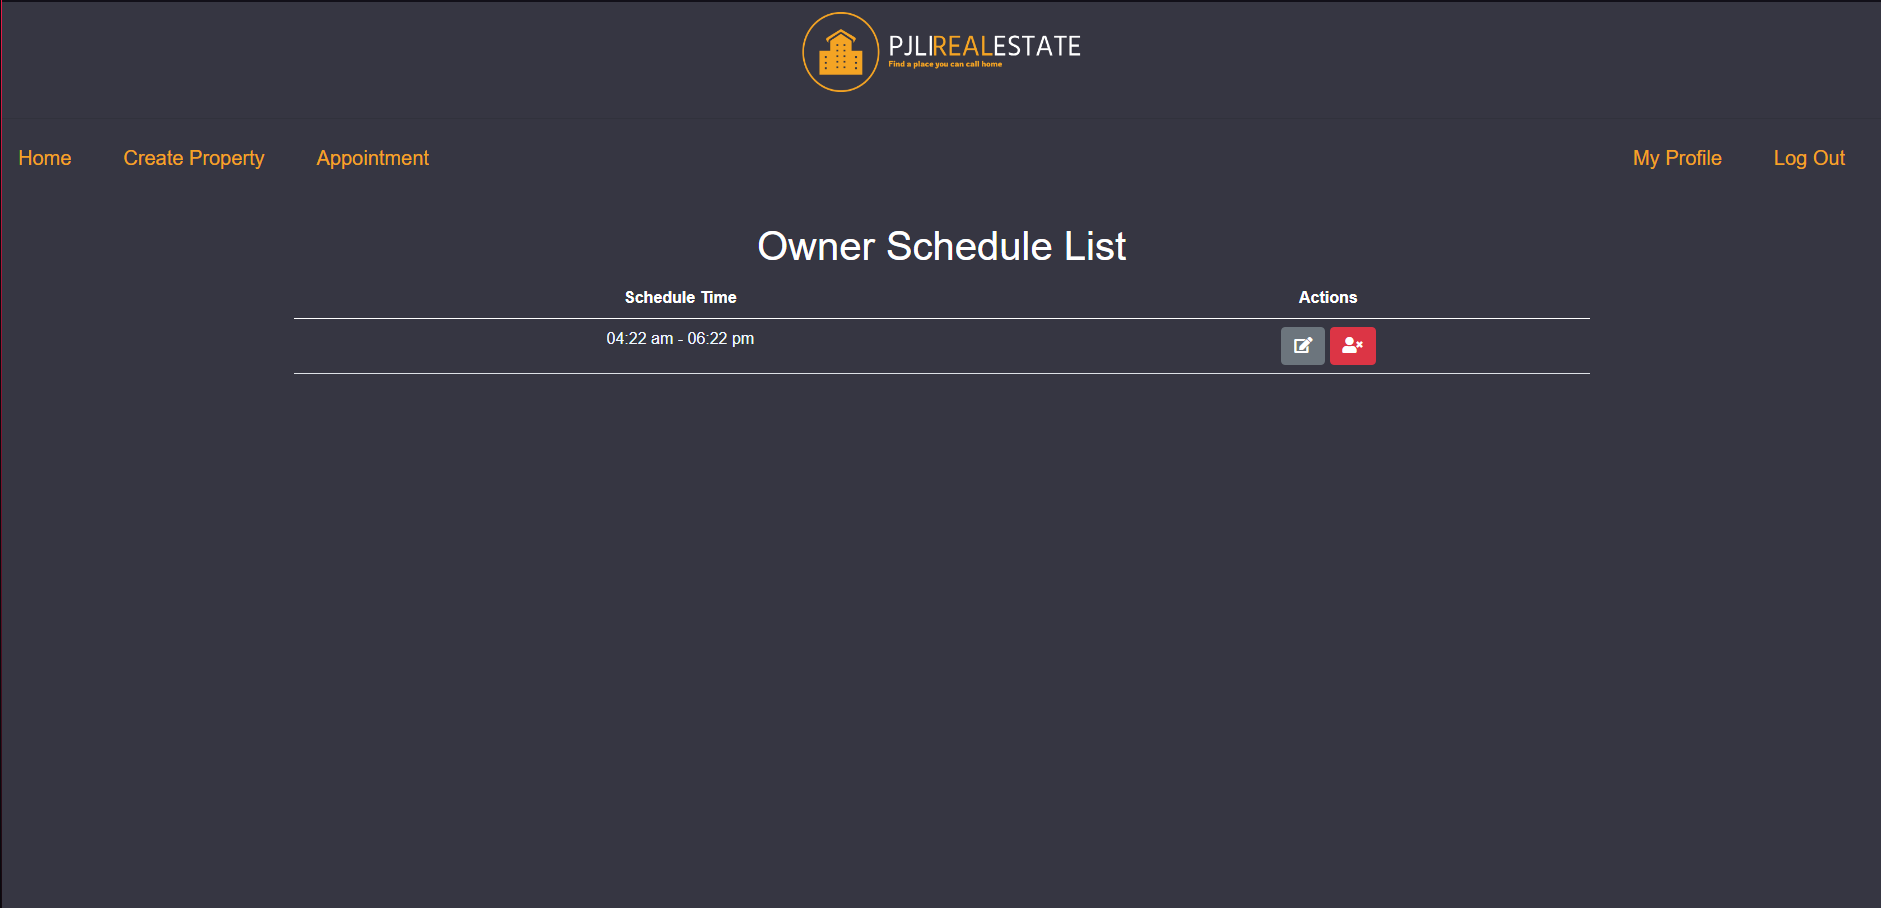 PJLIREALESTATE
Find a place you can call home
Home Create Property Appointment My Profile Log Out
Owner Schedule List
Schedule Time Actions
04:22 am - 06:22 pm